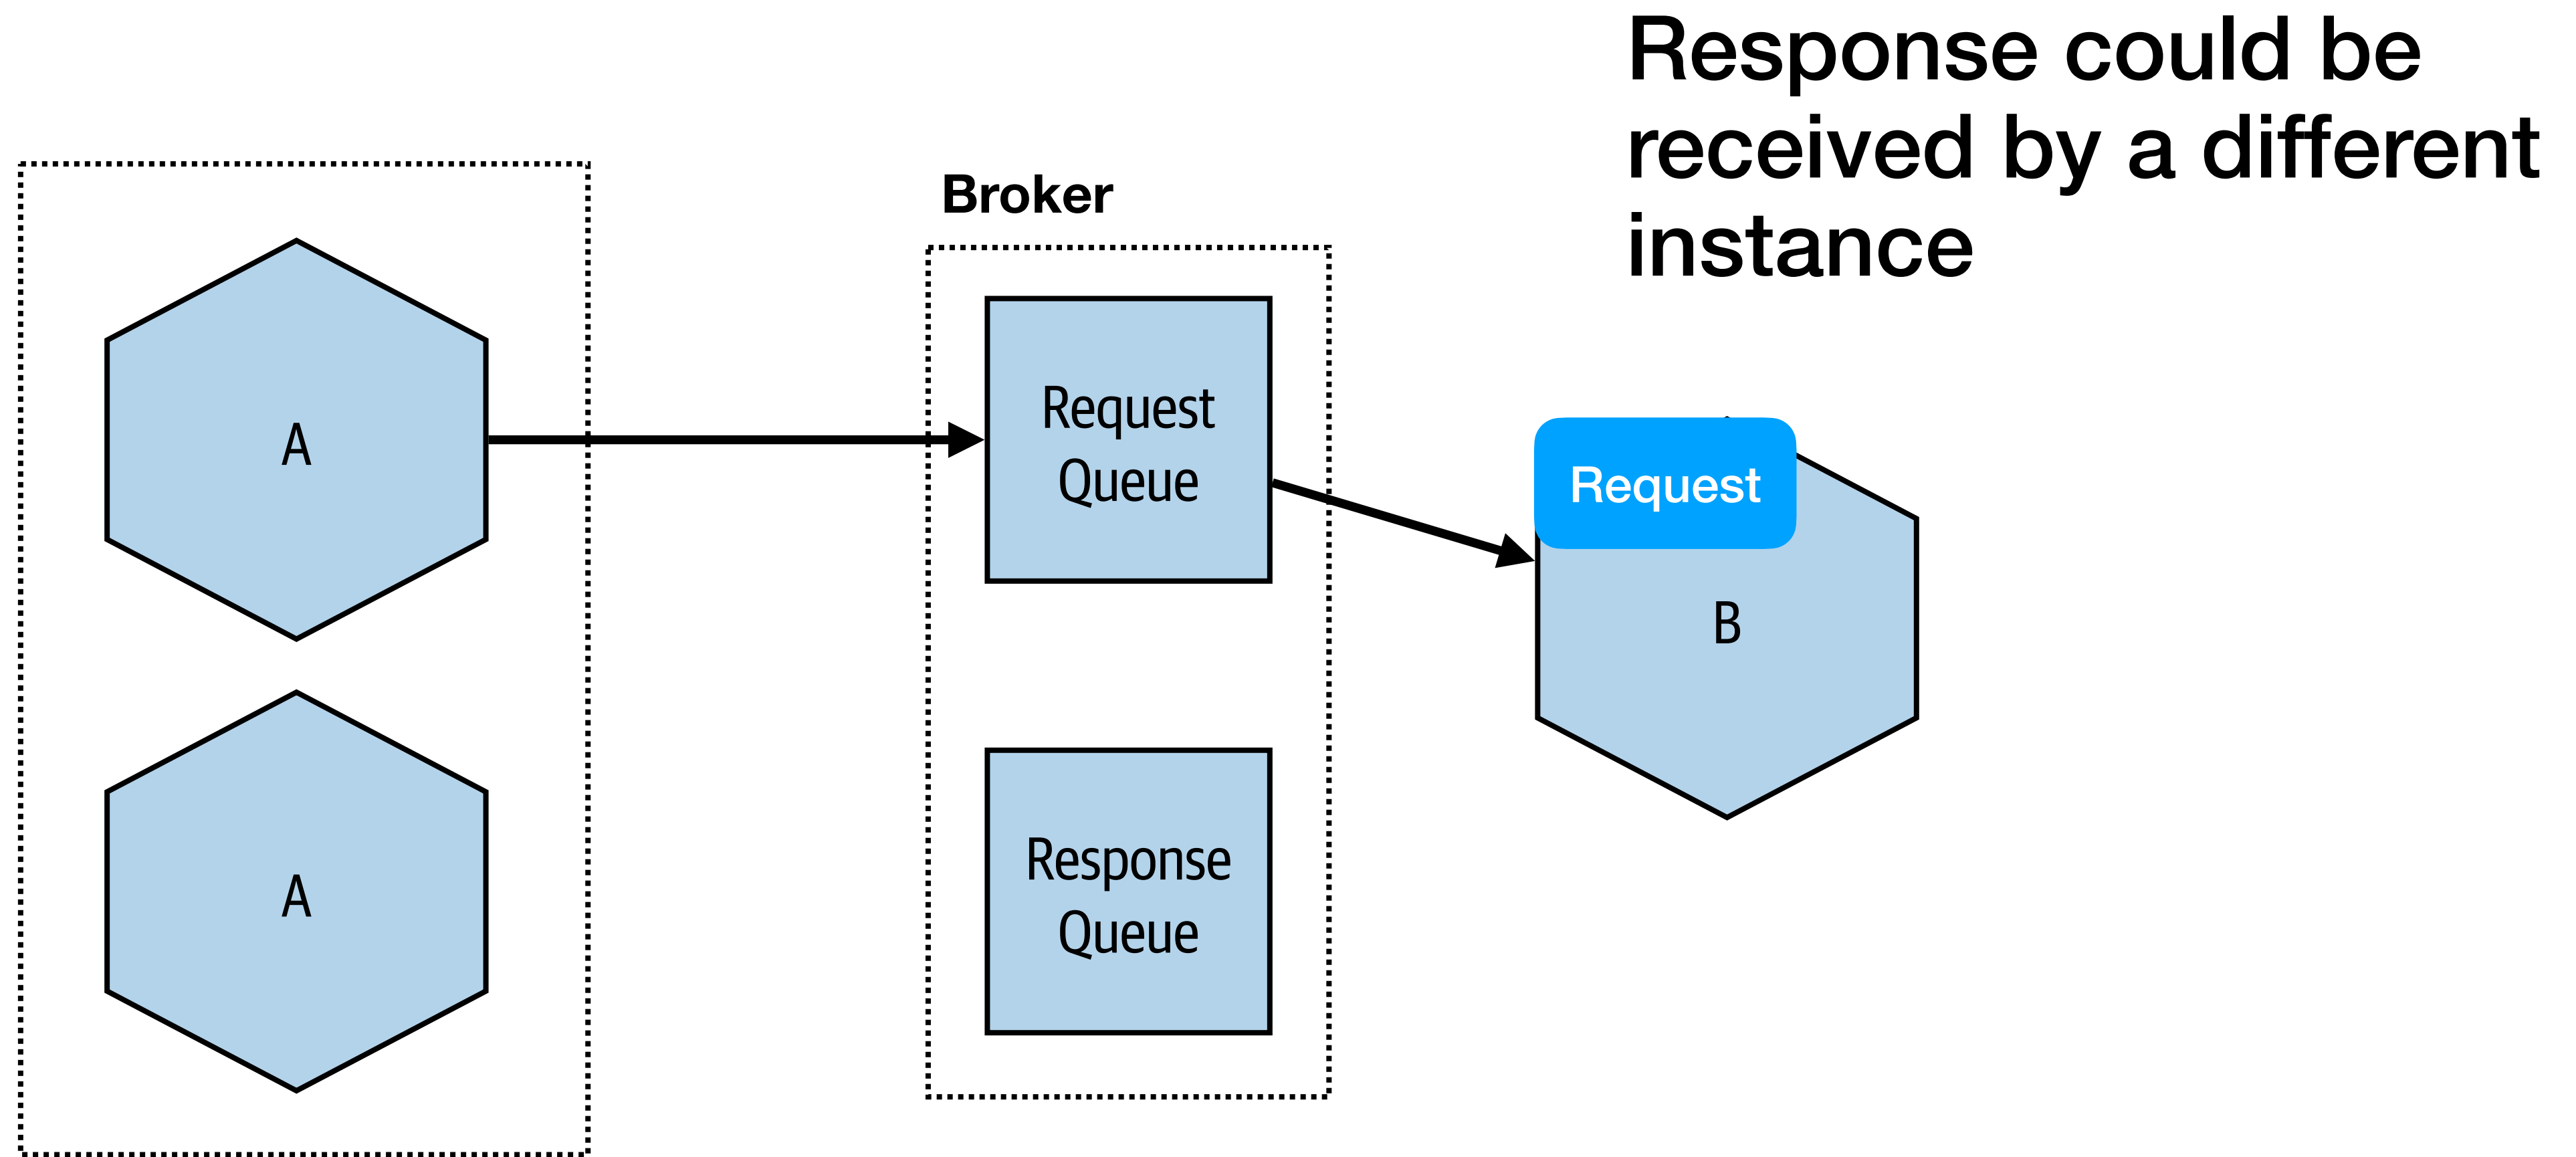 Response could be
received by a different
instance
Broker
A
Request
Queue
Request
B
A
Response
Queue